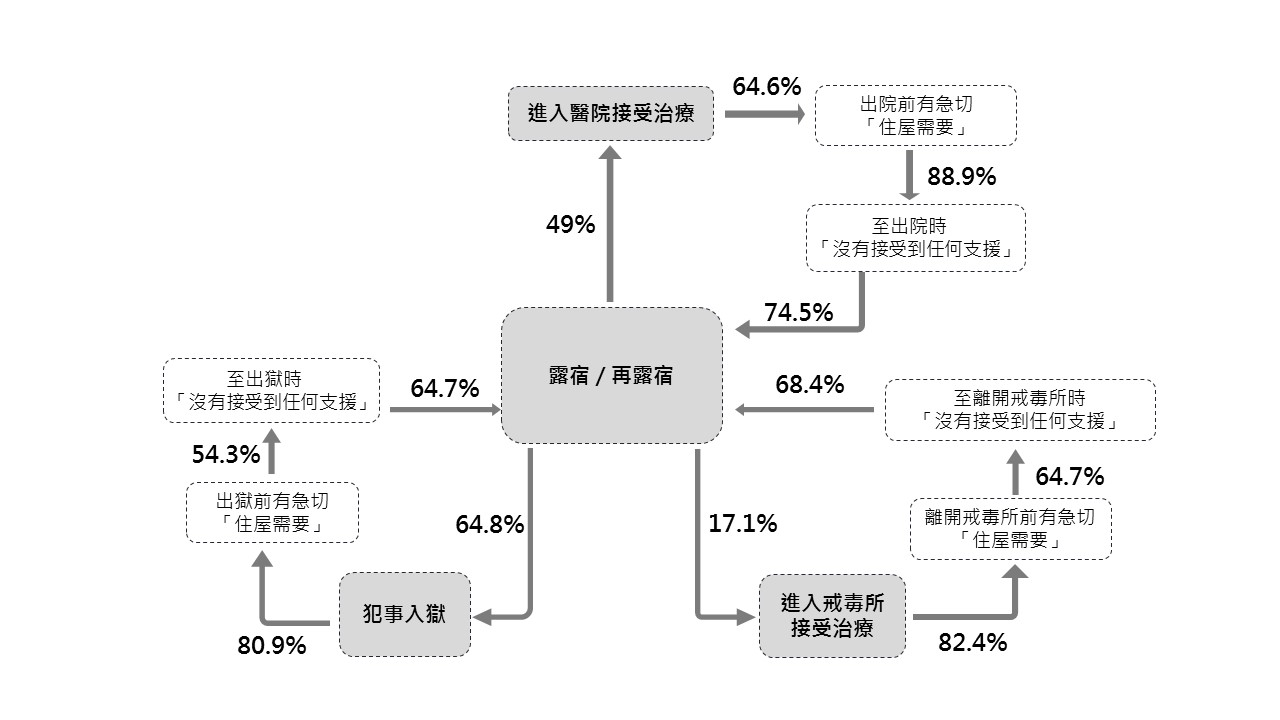 64.6%
進入醫院接受治療
出院前有急切
「住屋需要」
88.9%
49%
至出院時
「沒有接受到任何支援」
74.5%
露宿 / 再露宿
至出獄時
「沒有接受到任何支援」
64.7%
68.4%
至離開戒毒所時
「沒有接受到任何支援」
54.3%
64.7%
出獄前有急切
「住屋需要」
64.8%
17.1%
離開戒毒所前有急切
「住屋需要」
犯事入獄
進入戒毒所
接受治療
80.9%
82.4%